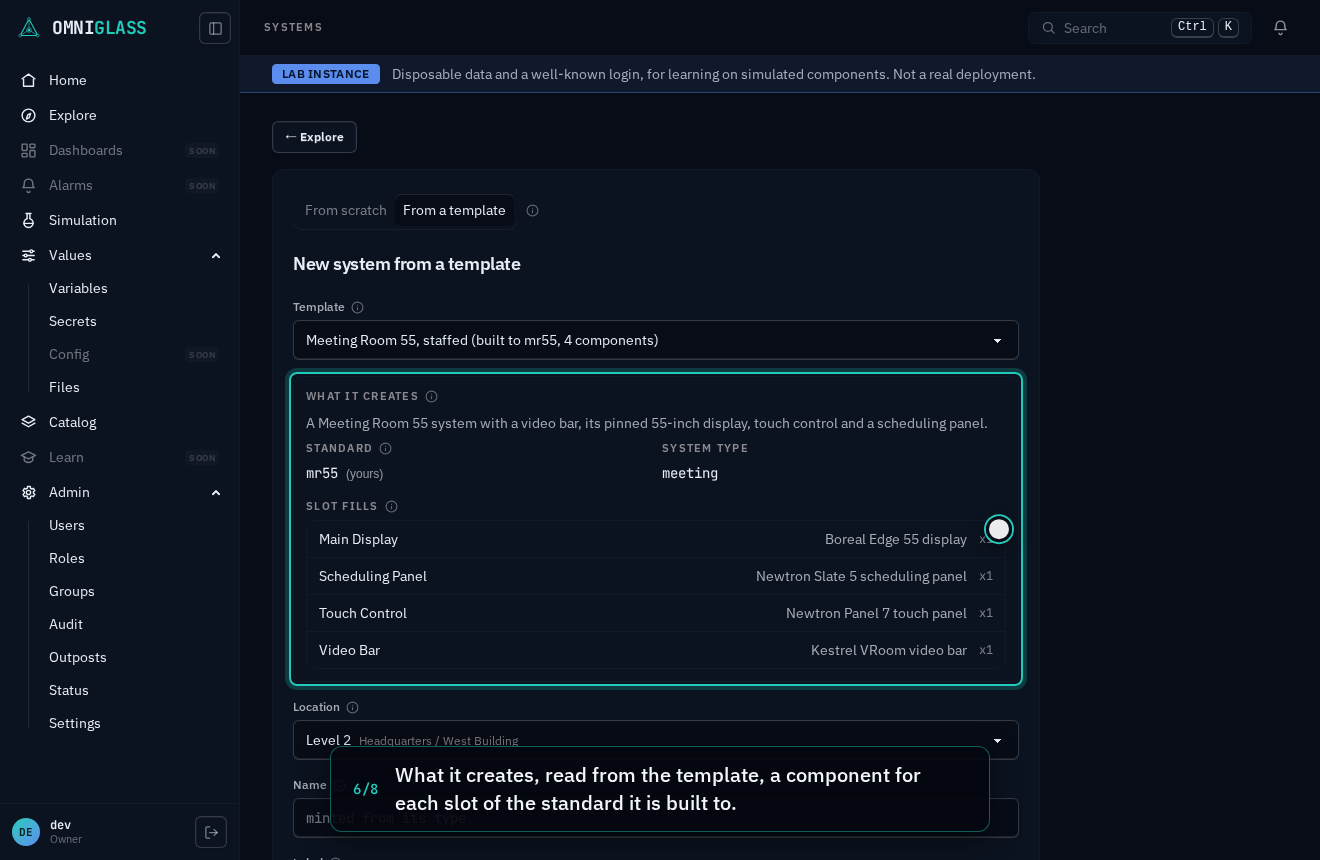 OMNIGLASS
SYSTEMS
Search
Ctrl K
LAB INSTANCE
Disposable data and a well-known login, for learning on simulated components. Not a real deployment.
Home
Explore
Dashboards SOON
Alarms SOON
Simulation
Values
Variables
Secrets
Config SOON
Files
Catalog
Learn SOON
Admin
Users
Roles
Groups
Audit
Outposts
Status
Settings
DE
dev
Owner
← Explore
From scratch
From a template
New system from a template
Template
Meeting Room 55, staffed (built to mr55, 4 components)
WHAT IT CREATES
A Meeting Room 55 system with a video bar, its pinned 55-inch display, touch control and a scheduling panel.
STANDARD
SYSTEM TYPE
mr55 (yours)
meeting
SLOT FILLS
Main Display Boreal Edge 55 display
Scheduling Panel Newtron Slate 5 scheduling panel x1
Touch Control Newtron Panel 7 touch panel x1
Video Bar Kestrel VRoom video bar x1
Location
Level 2 Headquarters / West Building
Name
minted from its type
6/8
What it creates, read from the template, a component for
each slot of the standard it is built to.